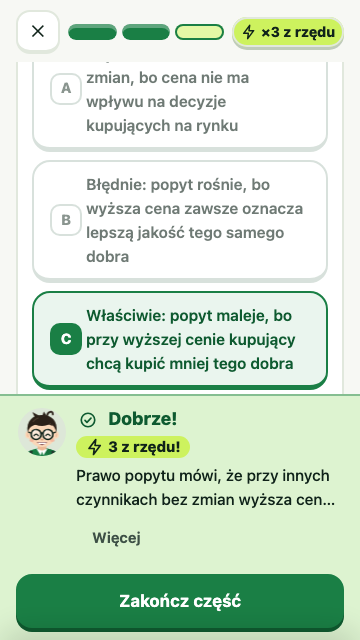 ×3 z rzędu
A
zmian, bo cena nie ma
wpływu na decyzje
kupujących na rynku
B
Błędnie: popyt rośnie, bo
wyższa cena zawsze oznacza
lepszą jakość tego samego
dobra
C
Właściwie: popyt maleje, bo
przy wyższej cenie kupujący
chcą kupić mniej tego dobra
Dobrze!
3 z rzędu!
Prawo popytu mówi, że przy innych
czynnikach bez zmian wyższa cen...
Więcej
Zakończ część